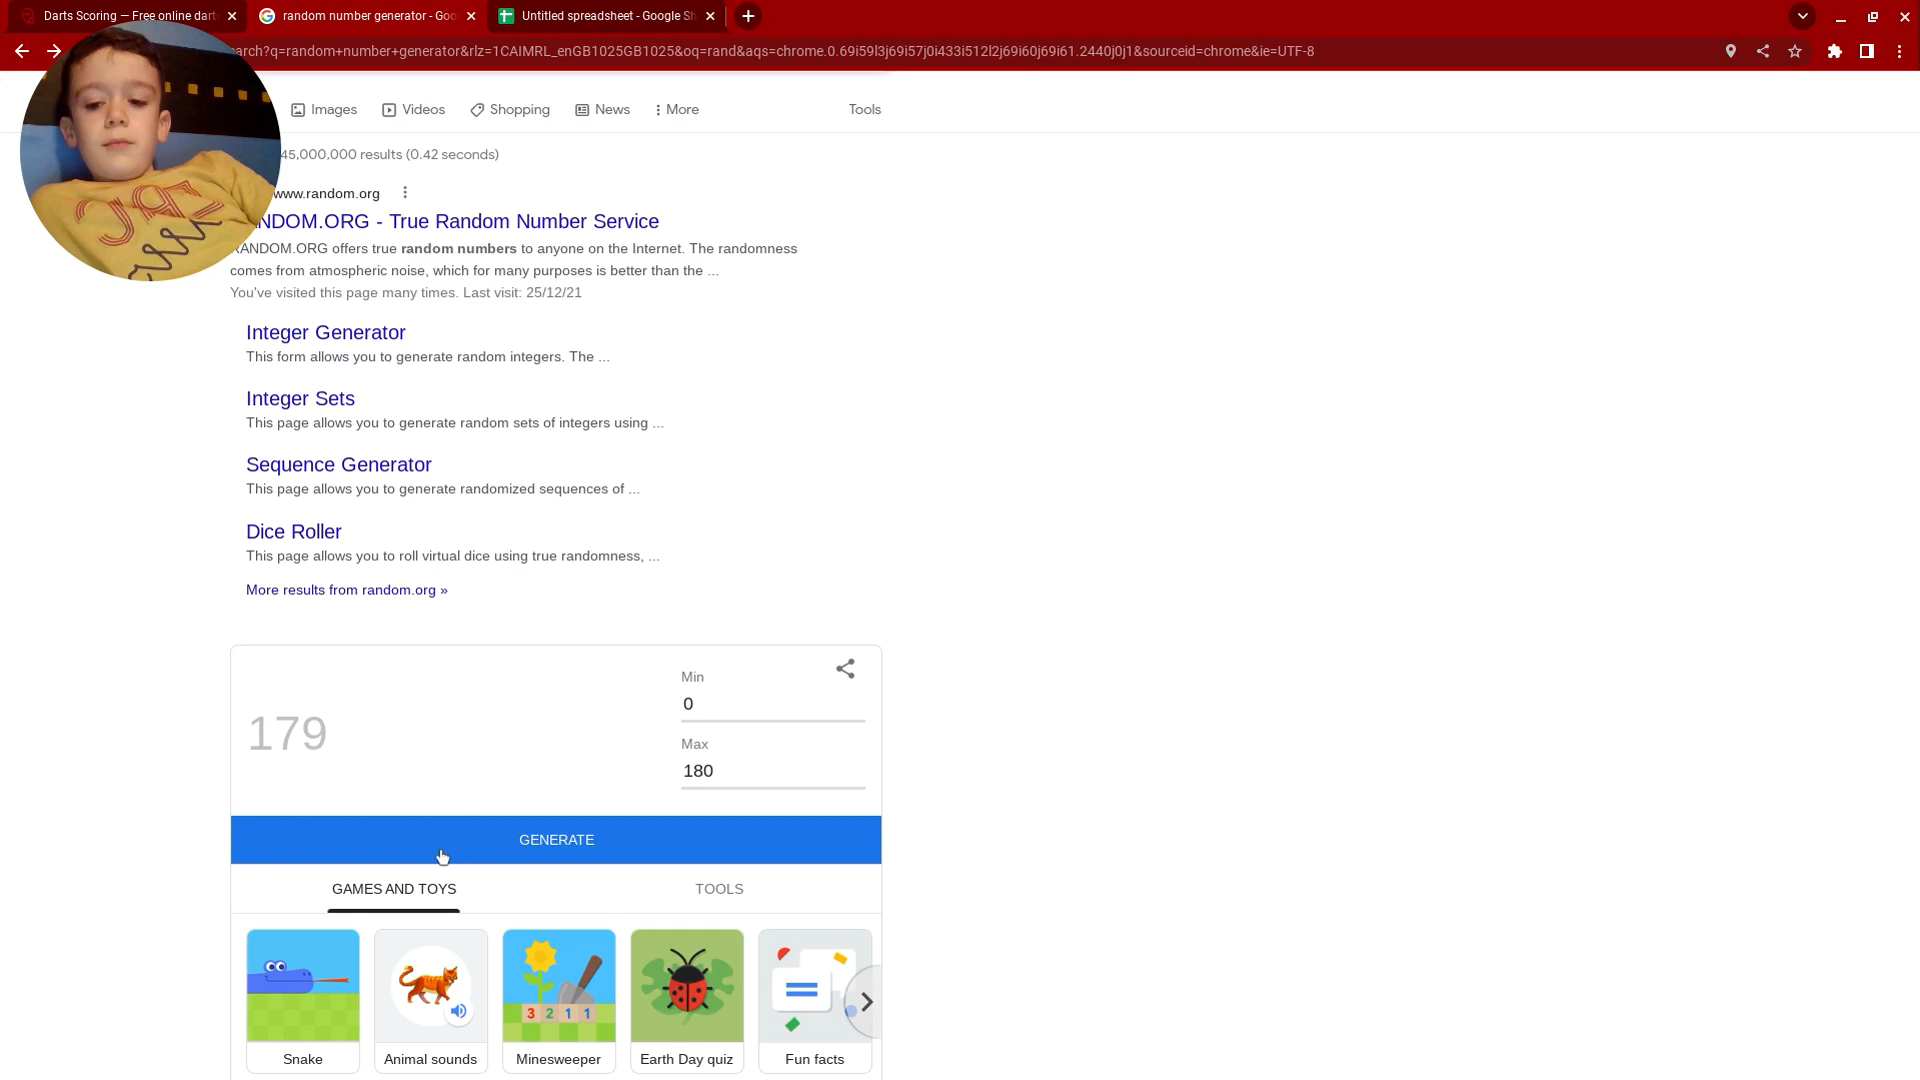 Darts Scoring — Free online darts
random number generator - Goo
Untitled spreadsheet - Google Sh
arch?q=random+number+generator&rlz=1CAIMRL_enGB1025GB1025&oq=rand&aqs=chrome.0.69i59l3j69i57j0i433i512l2j69i60j69i61.2440j0j1&sourceid=chrome&ie=UTF-8
Images Videos Shopping News More Tools
45,000,000 results (0.42 seconds)
www.random.org
NDOM.ORG - True Random Number Service
RANDOM.ORG offers true random numbers to anyone on the Internet. The randomness
comes from atmospheric noise, which for many purposes is better than the ...
You've visited this page many times. Last visit: 25/12/21
Integer Generator
This form allows you to generate random integers. The ...
Integer Sets
This page allows you to generate random sets of integers using ...
Sequence Generator
This page allows you to generate randomized sequences of ...
Dice Roller
This page allows you to roll virtual dice using true randomness, ...
More results from random.org »
Min
0
179
Max
180
GENERATE
GAMES AND TOYS TOOLS
3 2 1 1
Snake Animal sounds Minesweeper Earth Day quiz Fun facts